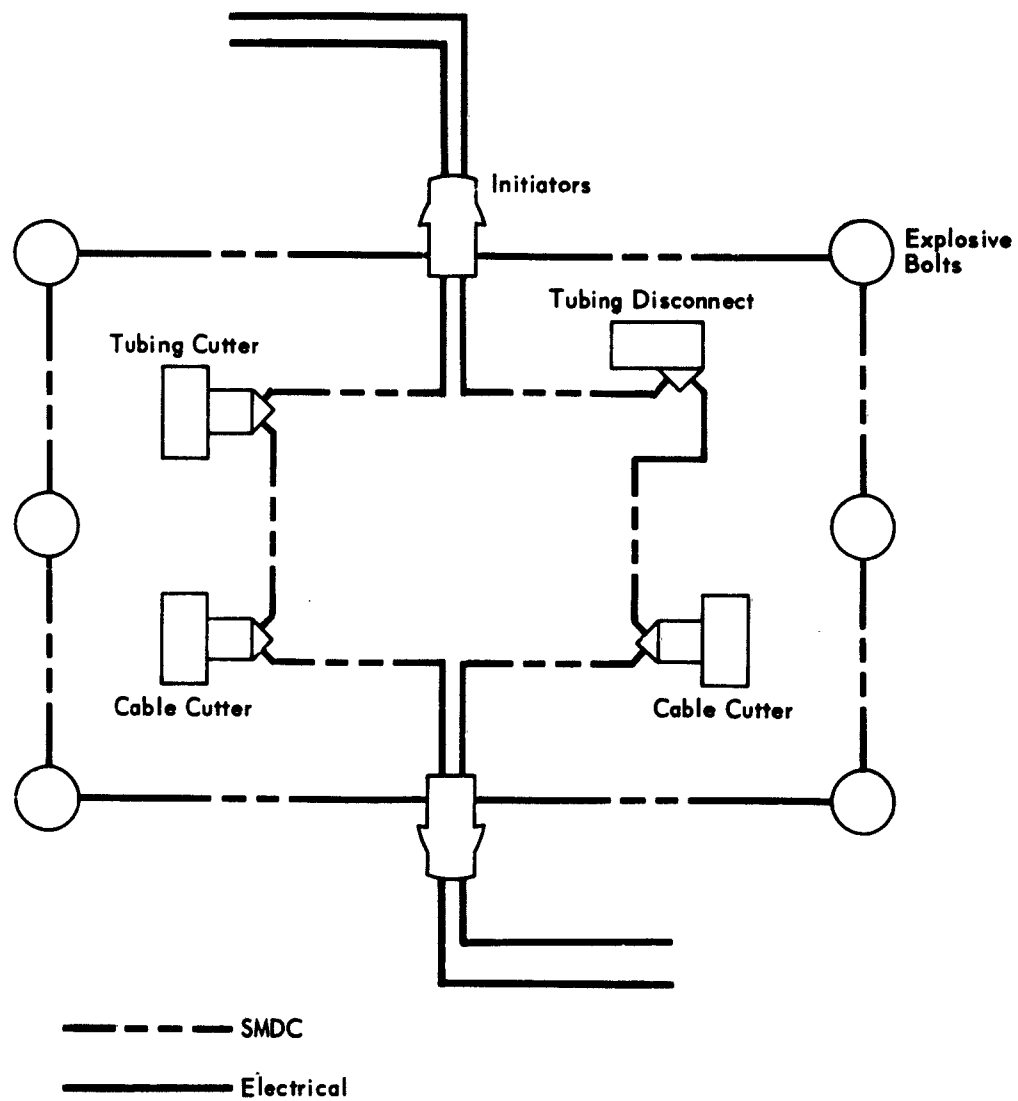 Initiators
Explosive
Bolts
Tubing Disconnect
Tubing Cutter
Cable Cutter
Cable Cutter
SMDC
Electrical